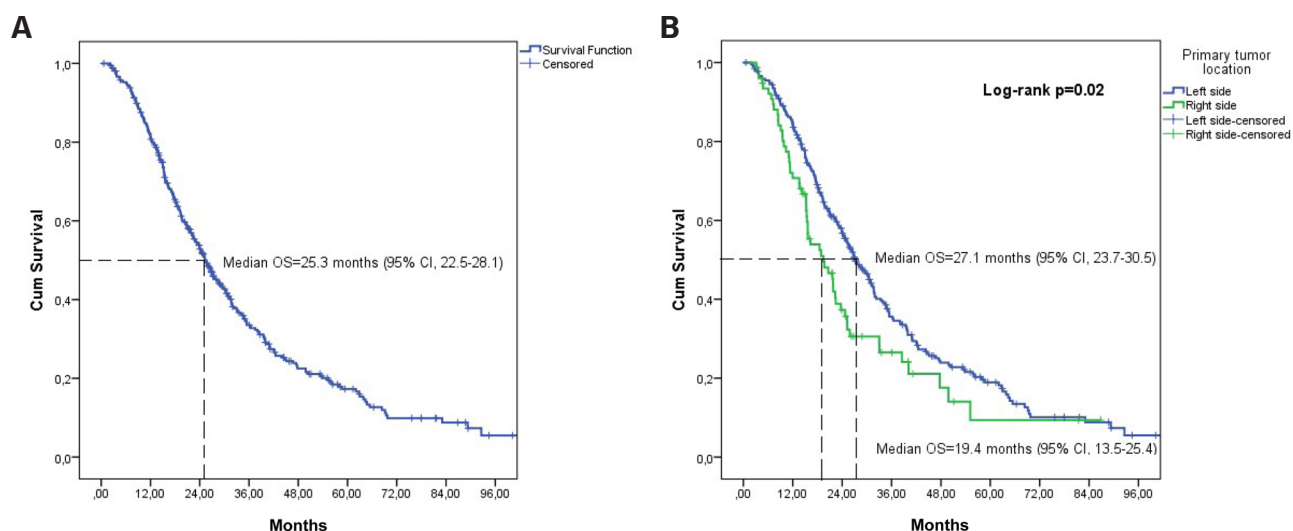 A
Survival Function
Censored
1,0
0,8
0,6
0,4
0,2
0,0
Cum Survival
Median OS=25.3 months (95% CI, 22.5-28.1)
,00 12,00 24,00 36,00 48,00 60,00 72,00 84,00 96,00
Months
B
Primary tumor
location
Left side
Right side
Left side-censored
Right side-censored
Log-rank p=0.02
1,0
0,8
0,6
0,4
0,2
0,0
Cum Survival
Median OS=27.1 months (95% CI, 23.7-30.5)
Median OS=19.4 months (95% CI, 13.5-25.4)
,00 12,00 24,00 36,00 48,00 60,00 72,00 84,00 96,00
Months